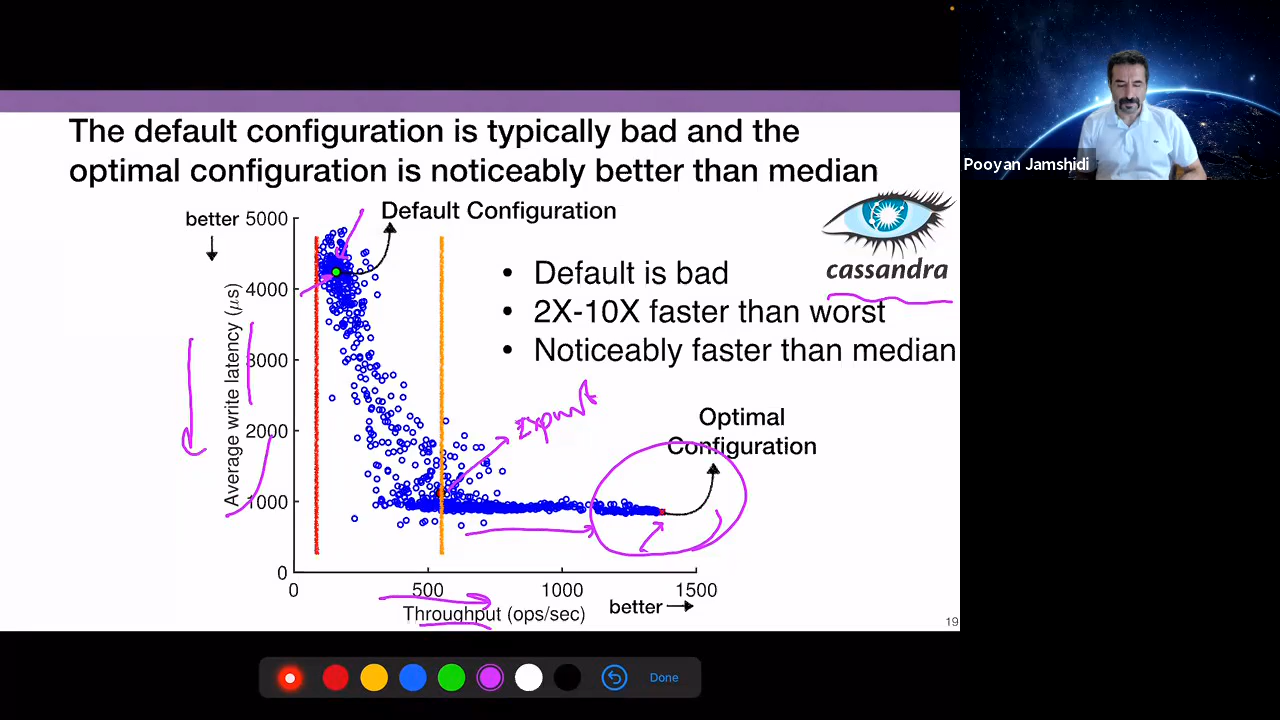 Pooyan Jamshidi
The default configuration is typically bad and the
optimal configuration is noticeably better than median
better
Default Configuration
cassandra
• Default is bad
• 2X-10X faster than worst
• Noticeably faster than median
Optimal
Configuration
Average write latency (µs)
5000
4000
3000
2000
1000
0
0 500 1000 1500
Throughput (ops/sec)
better
19
Done